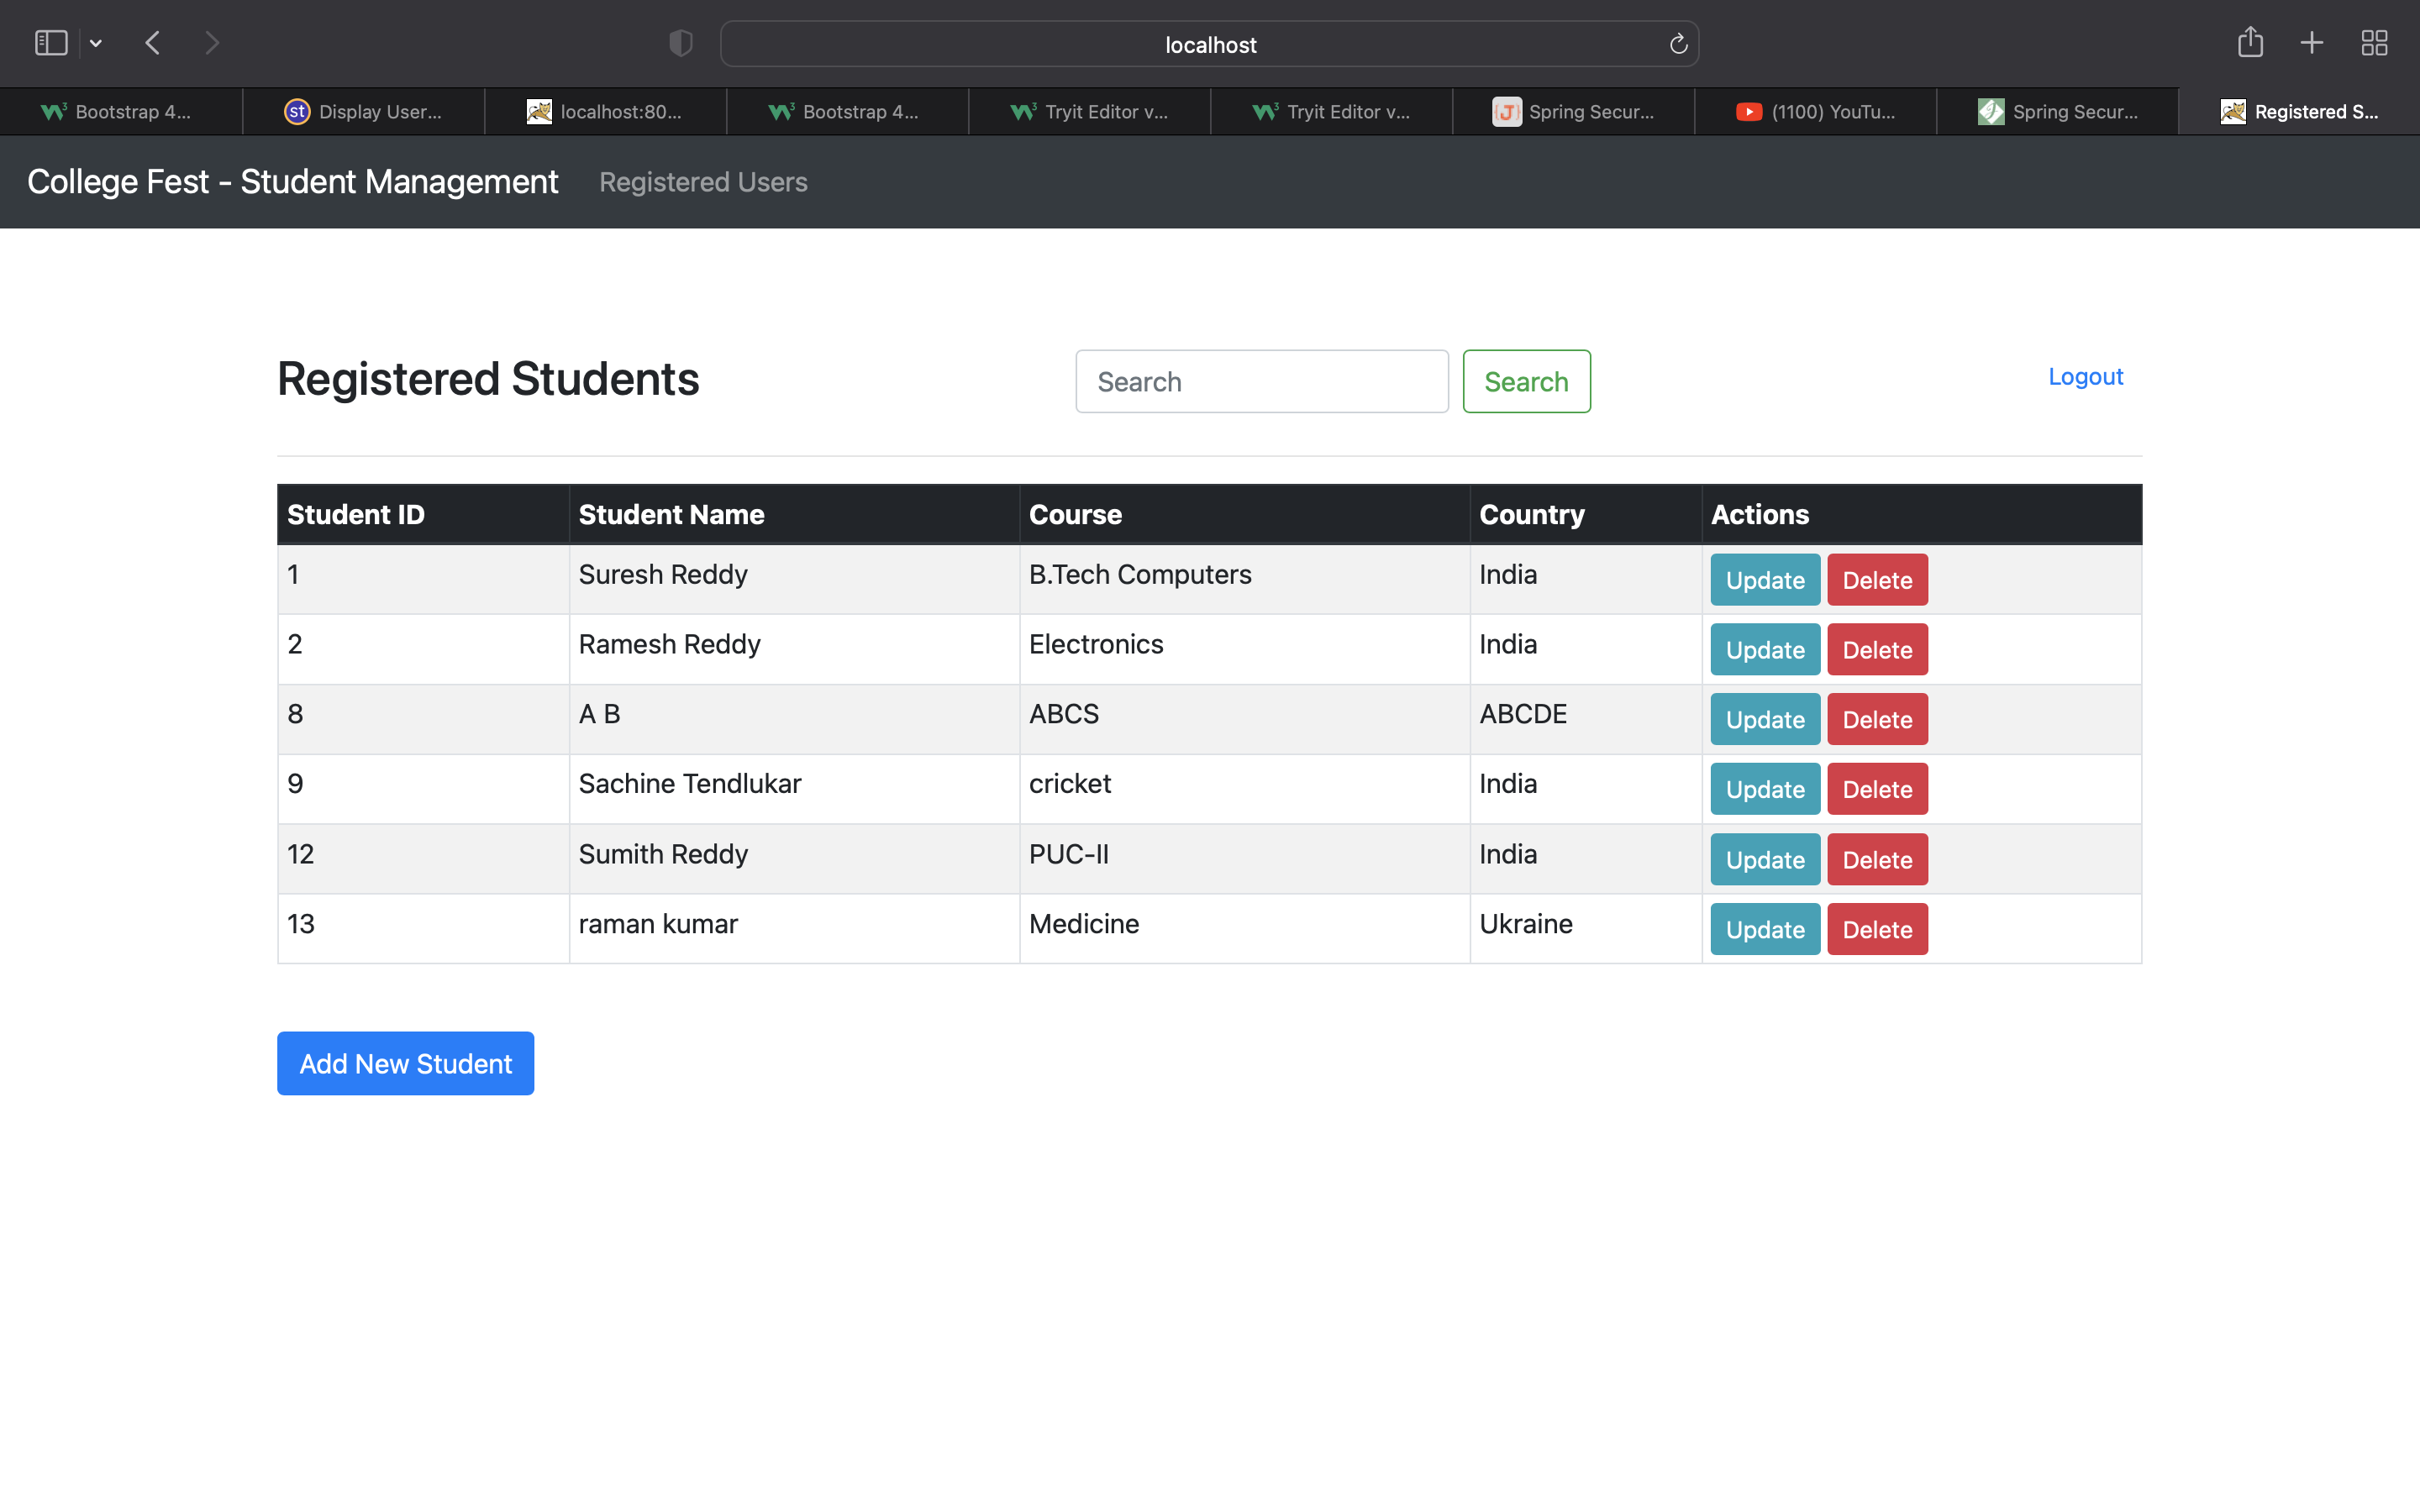 localhost
Bootstrap 4... Display User... localhost:80... Bootstrap 4... Tryit Editor v... Tryit Editor v... Spring Secur... (1100) YouTu... Spring Secur... Registered S...
College Fest - Student Management Registered Users
Registered Students Search Search Logout
Student ID Student Name Course Country Actions
1 Suresh Reddy B.Tech Computers India Update Delete
2 Ramesh Reddy Electronics India Update Delete
8 A B ABCS ABCDE Update Delete
9 Sachine Tendlukar cricket India Update Delete
12 Sumith Reddy PUC-II India Update Delete
13 raman kumar Medicine Ukraine Update Delete
Add New Student